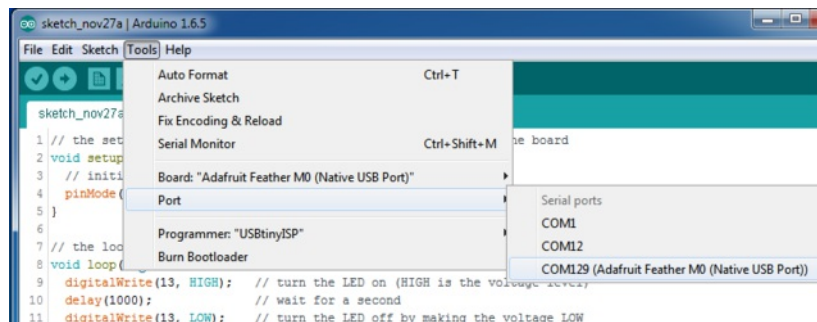 sketch_nov27a | Arduino 1.6.5
File Edit Sketch Tools Help
sketch_nov27a
Auto Format Ctrl+T
Archive Sketch
Fix Encoding & Reload
Serial Monitor Ctrl+Shift+M
Board: "Adafruit Feather M0 (Native USB Port)"
Port
Programmer: "USBtinyISP"
Burn Bootloader
Serial ports
COM1
COM12
COM129 (Adafruit Feather M0 (Native USB Port))
1 // the set he board
2 void setup
3 // initi
4 pinMode(
5 }
6
7 // the loo
8 void loop(
9 digitalWrite(13, HIGH); // turn the LED on (HIGH is the voltage level)
10 delay(1000); // wait for a second
11 digitalWrite(13, LOW); // turn the LED off by making the voltage LOW